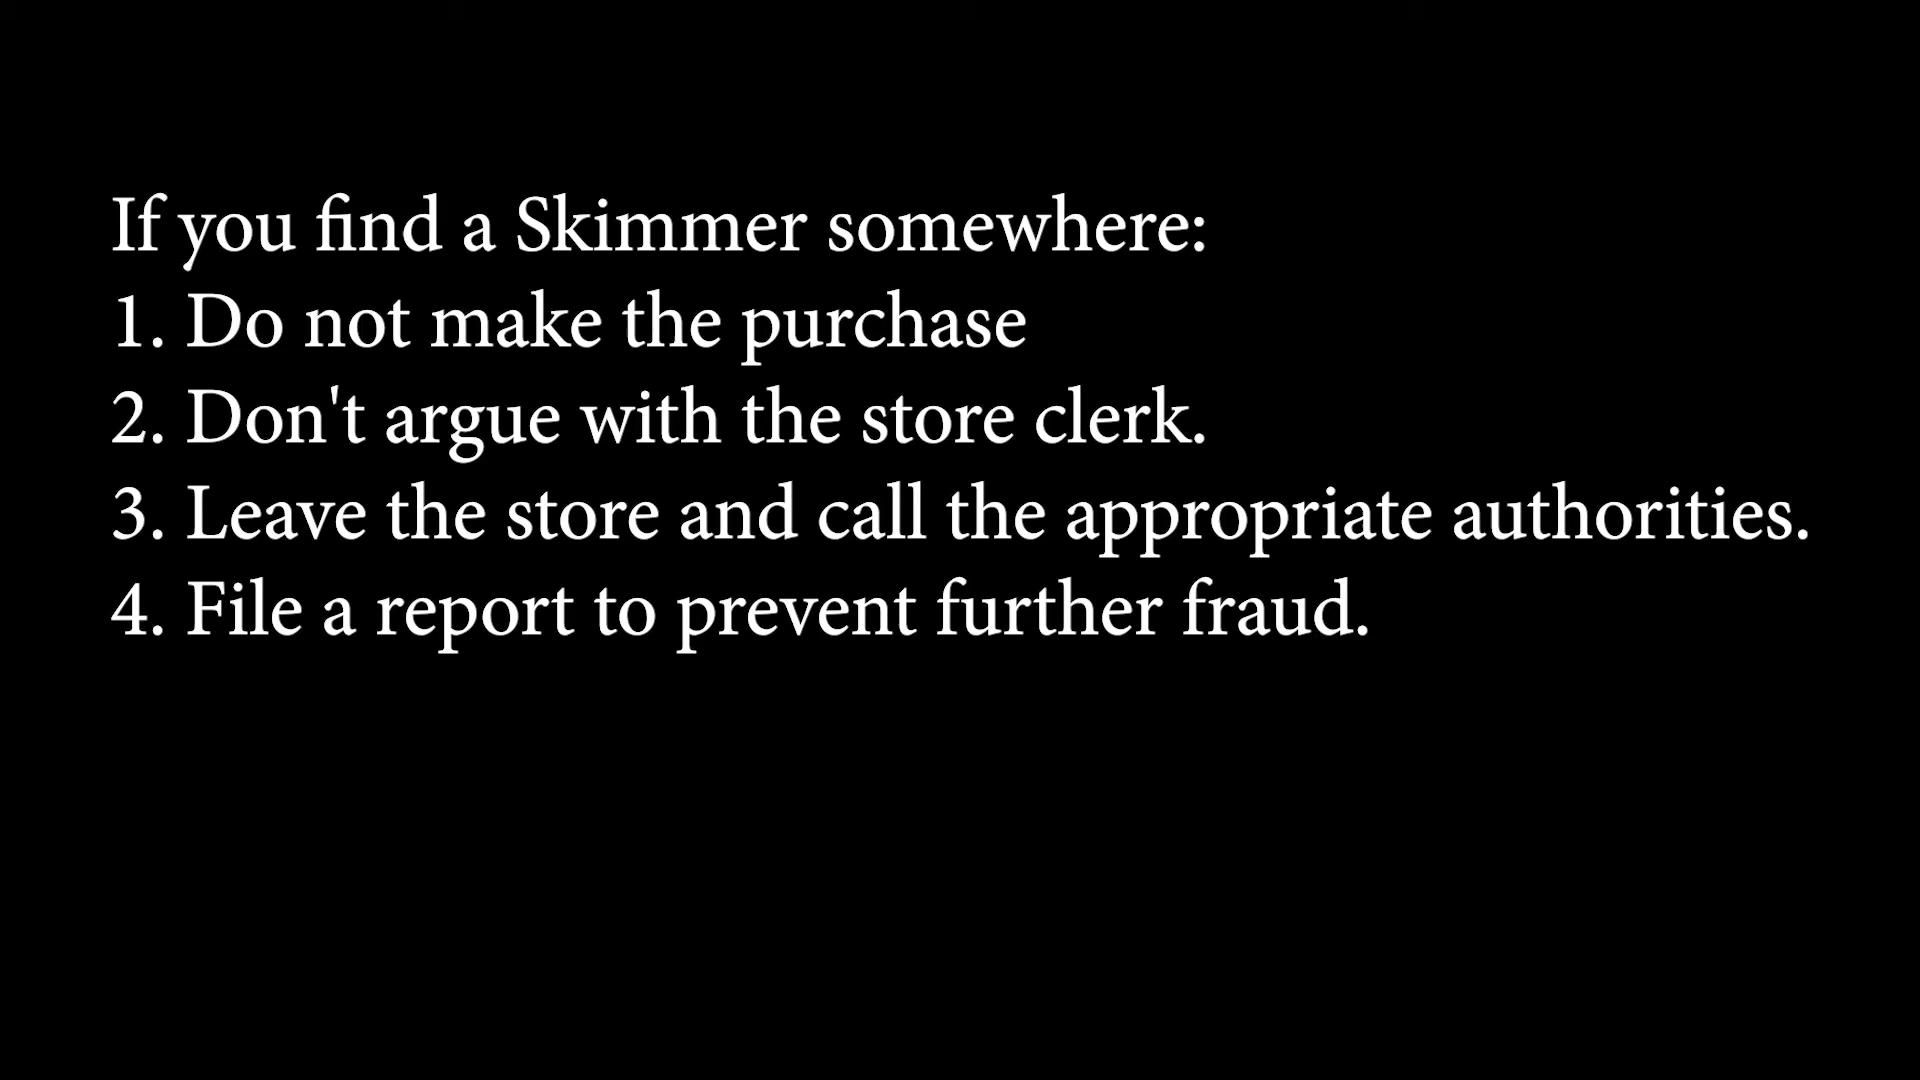 If you find a Skimmer somewhere:
1. Do not make the purchase
2. Don't argue with the store clerk.
3. Leave the store and call the appropriate authorities.
4. File a report to prevent further fraud.